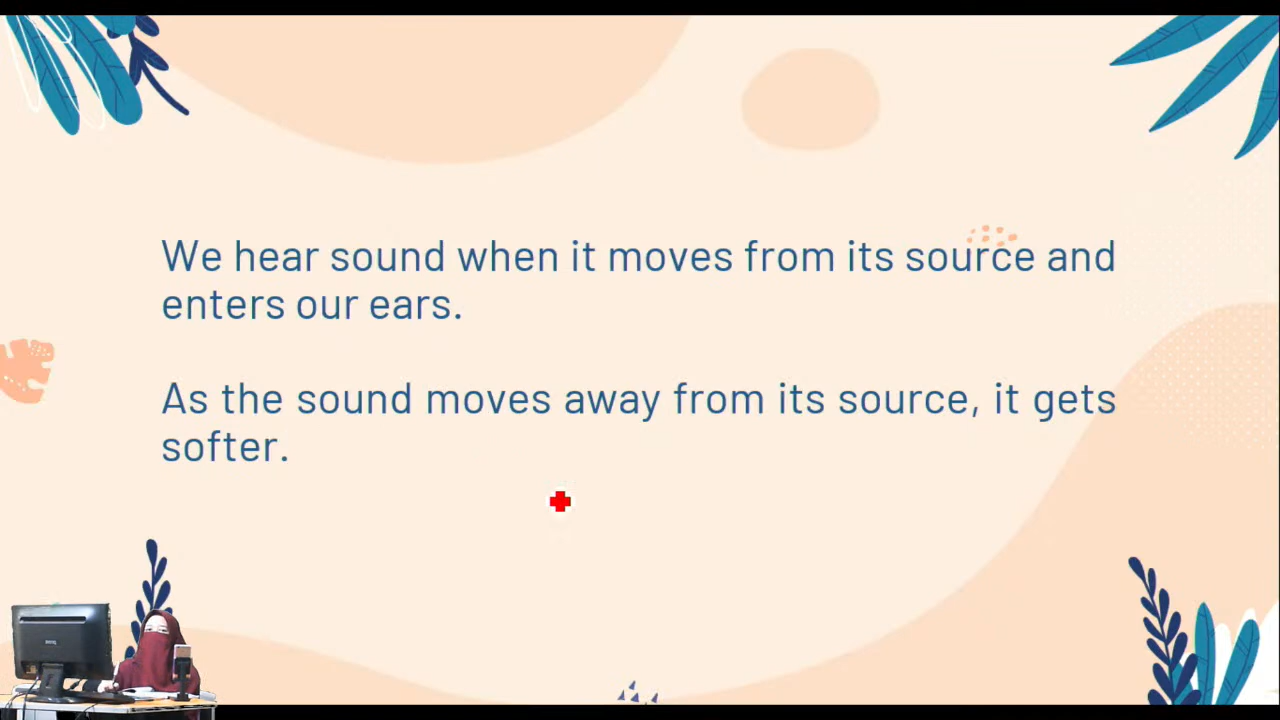 We hear sound when it moves from its source and
enters our ears.
As the sound moves away from its source, it gets
softer.